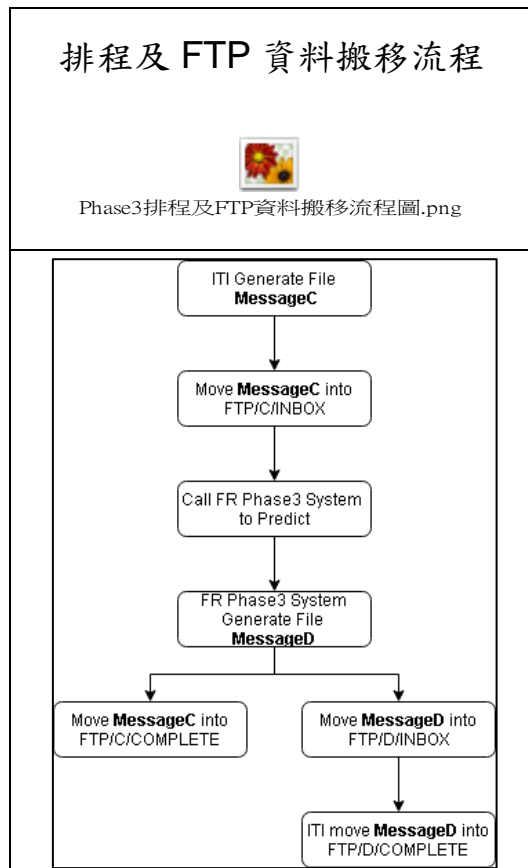 排程及 FTP 資料搬移流程
Phase3排程及FTP資料搬移流程圖.png
ITI Generate File
MessageC
Move MessageC into
FTP/C/INBOX
Call FR Phase3 System
to Predict
FR Phase3 System
Generate File
MessageD
Move MessageC into
FTP/C/COMPLETE
Move MessageD into
FTP/D/INBOX
ITI move MessageD into
FTP/D/COMPLETE